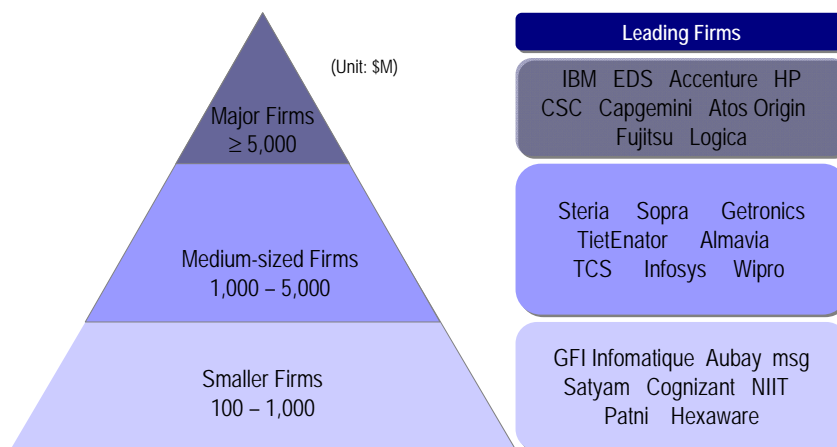 Leading Firms
(Unit: $M)
Major Firms
≥ 5,000
IBM EDS Accenture HP
CSC Capgemini Atos Origin
Fujitsu Logica
Medium-sized Firms
1,000 – 5,000
Steria Sopra Getronics
TietEnator Almavia
TCS Infosys Wipro
Smaller Firms
100 – 1,000
GFI Infomatique Aubay msg
Satyam Cognizant NIIT
Patni Hexaware